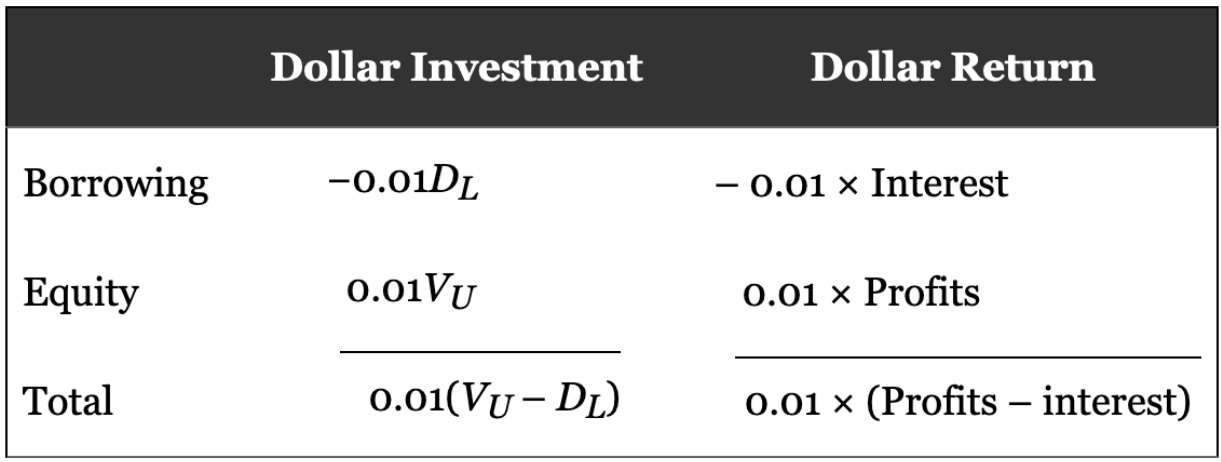 Dollar Investment Dollar Return
Borrowing −0.01D_L − 0.01 × Interest
Equity 0.01V_U 0.01 × Profits
Total 0.01(V_U − D_L) 0.01 × (Profits − interest)